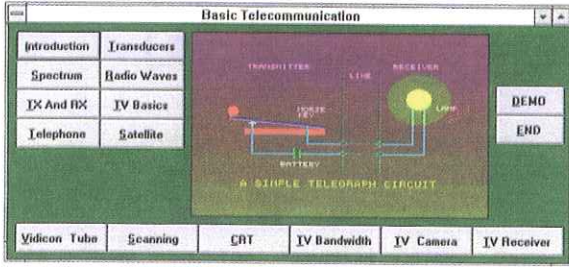 Basic Telecommunication
Introduction
Transducers
Spectrum
Radio Waves
TX And RX
TV Basics
Telephone
Satellite
TRANSMITTER
LINE
RECEIVER
MORSE
KEY
LAMP
BATTERY
A SIMPLE TELEGRAPH CIRCUIT
DEMO
END
Vidicon Tube
Scanning
CRT
TV Bandwidth
TV Camera
TV Receiver